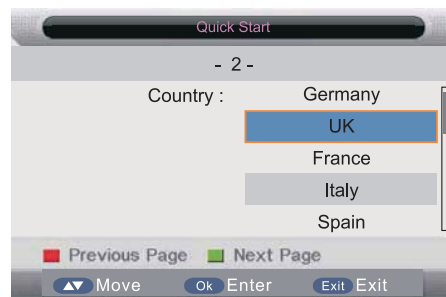 Quick Start
- 2 -
Country : Germany
UK
France
Italy
Spain
Previous Page Next Page
Move Ok Enter Exit Exit